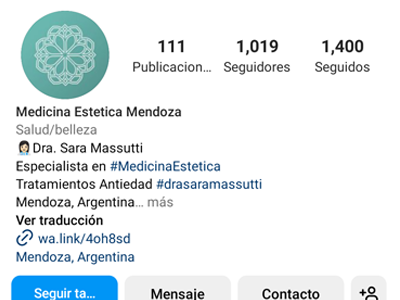 111 1,019 1,400
Publicacion... Seguidores Seguidos
Medicina Estetica Mendoza
Salud/belleza
👩🏻‍⚕️Dra. Sara Massutti
Especialista en #MedicinaEstetica
Tratamientos Antiedad #drasaramassutti
Mendoza, Argentina... más
Ver traducción
wa.link/4oh8sd
Mendoza, Argentina
Seguir ta... Mensaje Contacto